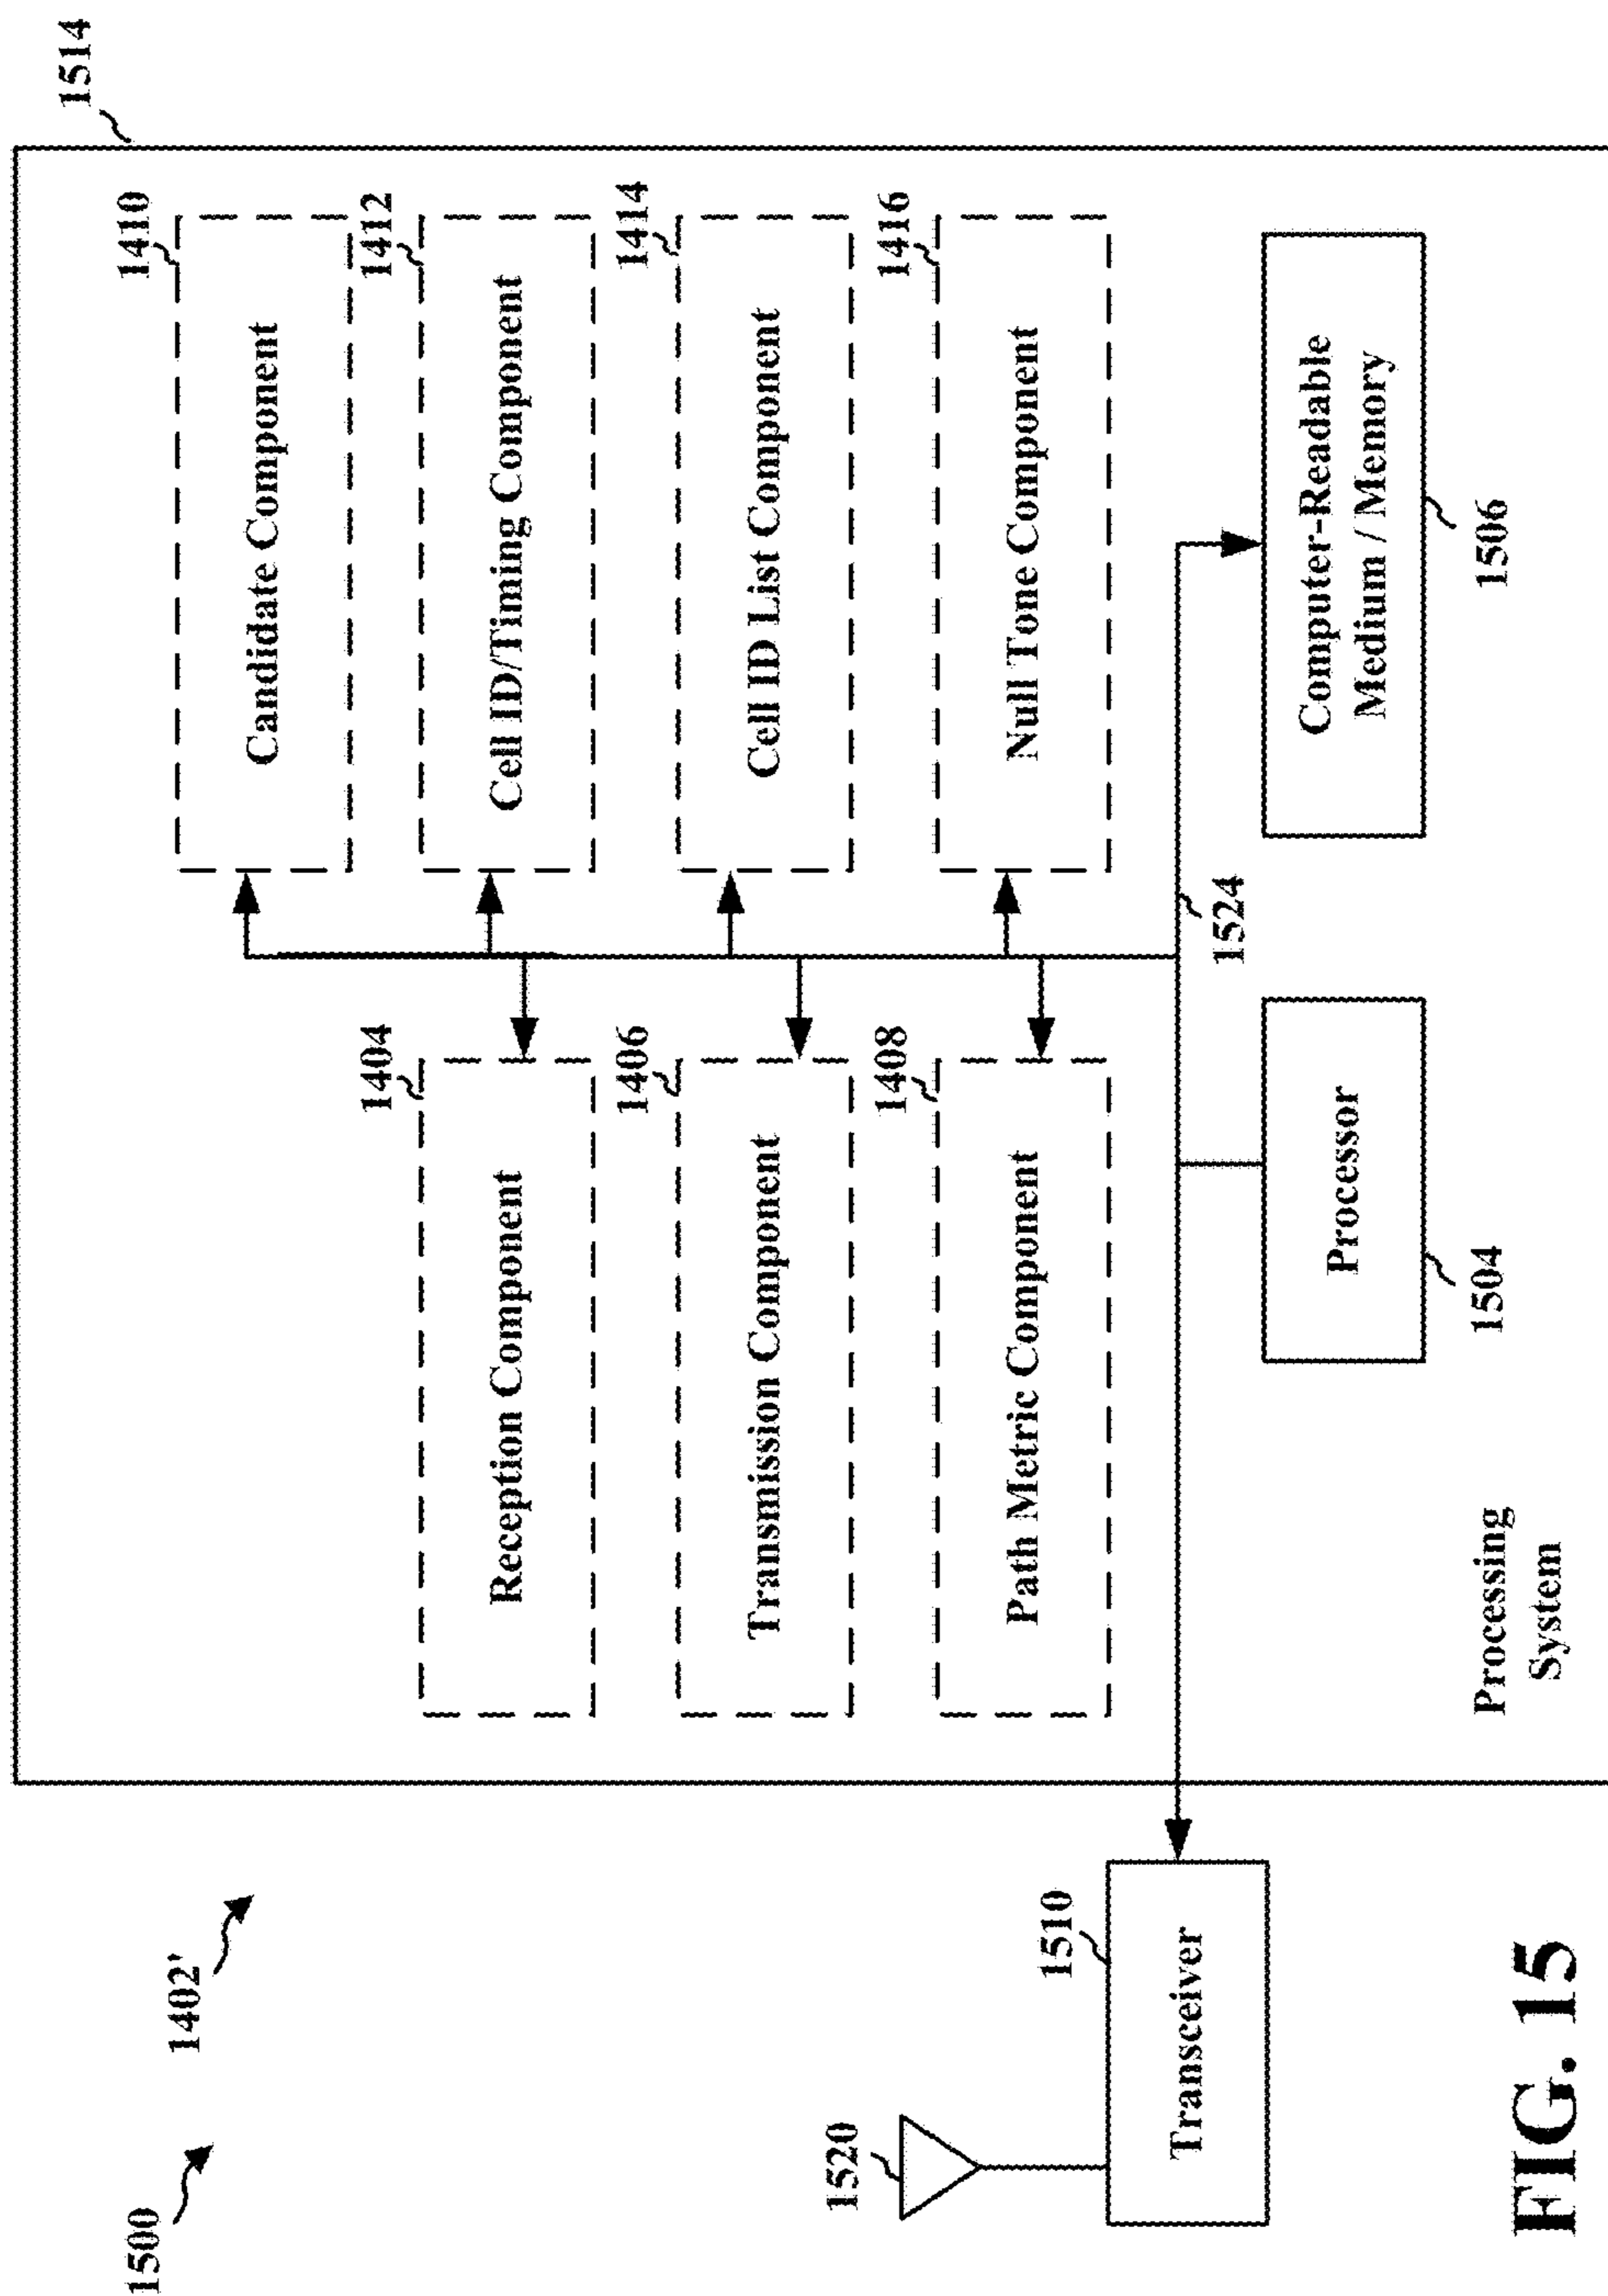 1500
1402'
1514
1410
Candidate Component
1404
Reception Component
1412
Cell ID/Timing Component
1406
Transmission Component
1414
Cell ID List Component
1408
Path Metric Component
1416
Null Tone Component
1520
1510
Transceiver
1524
Processor
1504
Computer-Readable
Medium / Memory
1506
Processing
System
FIG. 15